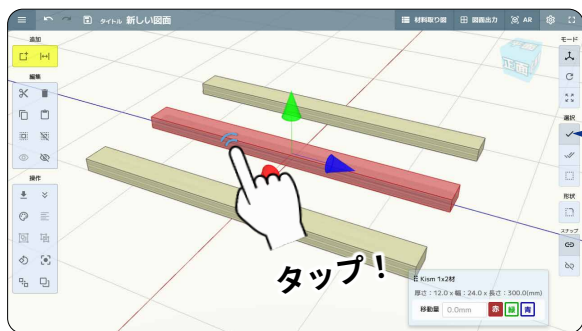 タイトル 新しい図面
材料取り図
図面出力
AR
追加
編集
操作
モード
選択
形状
スナップ
正面
タップ！
Kism 1x2材
厚さ：12.0 x 幅：24.0 x 長さ：300.0(mm)
移動量 0.0mm 赤 緑 青